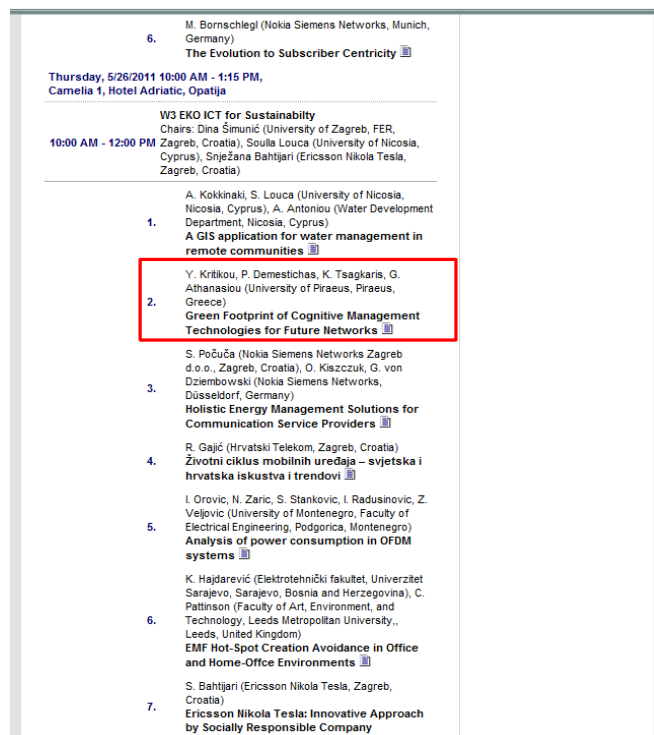 M. Bornschlegl (Nokia Siemens Networks, Munich,
6. Germany)
The Evolution to Subscriber Centricity
Thursday, 5/26/2011 10:00 AM - 1:15 PM,
Camelia 1, Hotel Adriatic, Opatija
W3 EKO ICT for Sustainabilty
Chairs: Dina Šimunić (University of Zagreb, FER,
10:00 AM - 12:00 PM Zagreb, Croatia), Soulla Louca (University of Nicosia,
Cyprus), Snježana Bahtijari (Ericsson Nikola Tesla,
Zagreb, Croatia)
A. Kokkinaki, S. Louca (University of Nicosia,
Nicosia, Cyprus), A. Antoniou (Water Development
1. Department, Nicosia, Cyprus)
A GIS application for water management in
remote communities
Y. Kritikou, P. Demestichas, K. Tsagkaris, G.
Athanasiou (University of Piraeus, Piraeus,
2. Greece)
Green Footprint of Cognitive Management
Technologies for Future Networks
S. Počuča (Nokia Siemens Networks Zagreb
d.o.o., Zagreb, Croatia), O. Kiszczuk, G. von
3. Dziembowski (Nokia Siemens Networks,
Düsseldorf, Germany)
Holistic Energy Management Solutions for
Communication Service Providers
R. Gajić (Hrvatski Telekom, Zagreb, Croatia)
4. Životni ciklus mobilnih uređaja – svjetska i
hrvatska iskustva i trendovi
I. Orovic, N. Zaric, S. Stankovic, I. Radusinovic, Z.
Veljovic (University of Montenegro, Faculty of
5. Electrical Engineering, Podgorica, Montenegro)
Analysis of power consumption in OFDM
systems
K. Hajdarević (Elektrotehnički fakultet, Univerzitet
Sarajevo, Sarajevo, Bosnia and Herzegovina), C.
Pattinson (Faculty of Art, Environment, and
6. Technology, Leeds Metropolitan University,,
Leeds, United Kingdom)
EMF Hot-Spot Creation Avoidance in Office
and Home-Offce Environments
S. Bahtijari (Ericsson Nikola Tesla, Zagreb,
Croatia)
7. Ericsson Nikola Tesla: Innovative Approach
by Socially Responsible Company